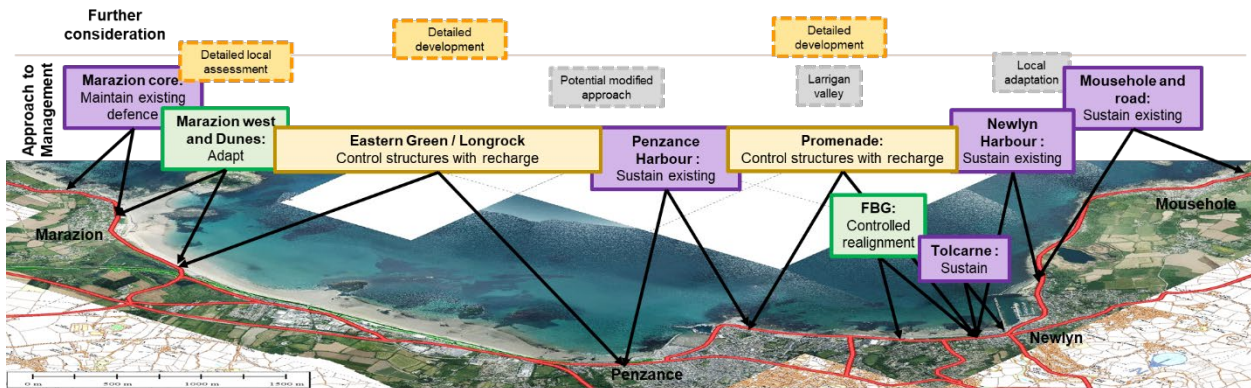 Further
consideration
Detailed local
assessment
Detailed
development
Detailed
development
Approach to
Management
Marazion core:
Maintain existing
defence
Marazion west
and Dunes:
Adapt
Eastern Green / Longrock
Control structures with recharge
Potential modified
approach
Penzance
Harbour :
Sustain existing
Larrigan
valley
Promenade:
Control structures with recharge
Local
adaptation
Newlyn
Harbour :
Sustain existing
Mousehole and
road:
Sustain existing
FBG:
Controlled
realignment
Tolcarne :
Sustain
Marazion
Penzance
Newlyn
Mousehole
0 m
500 m
1000 m
1500 m